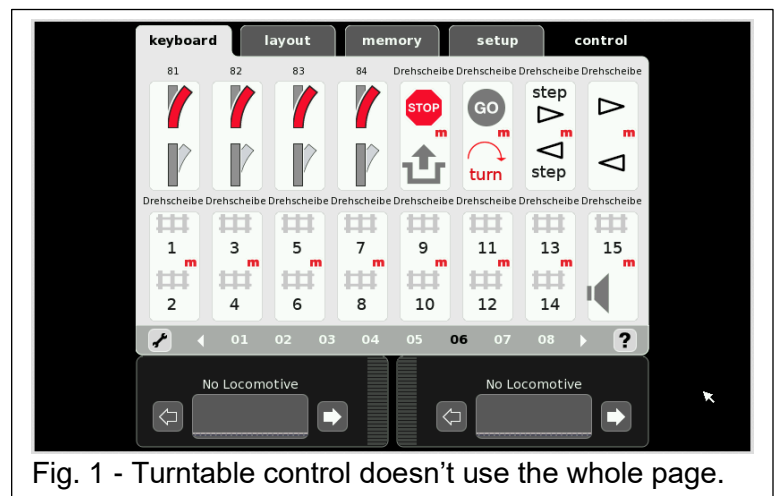 keyboard layout memory setup control
81 82 83 84 Drehscheibe Drehscheibe Drehscheibe Drehscheibe
STOP GO step
m m m m
turn step
Drehscheibe Drehscheibe Drehscheibe Drehscheibe Drehscheibe Drehscheibe Drehscheibe Drehscheibe
1 3 5 7 9 11 13 15
m m m m m m m m
2 4 6 8 10 12 14
01 02 03 04 05 06 07 08 ?
No Locomotive No Locomotive
Fig. 1 - Turntable control doesn’t use the whole page.